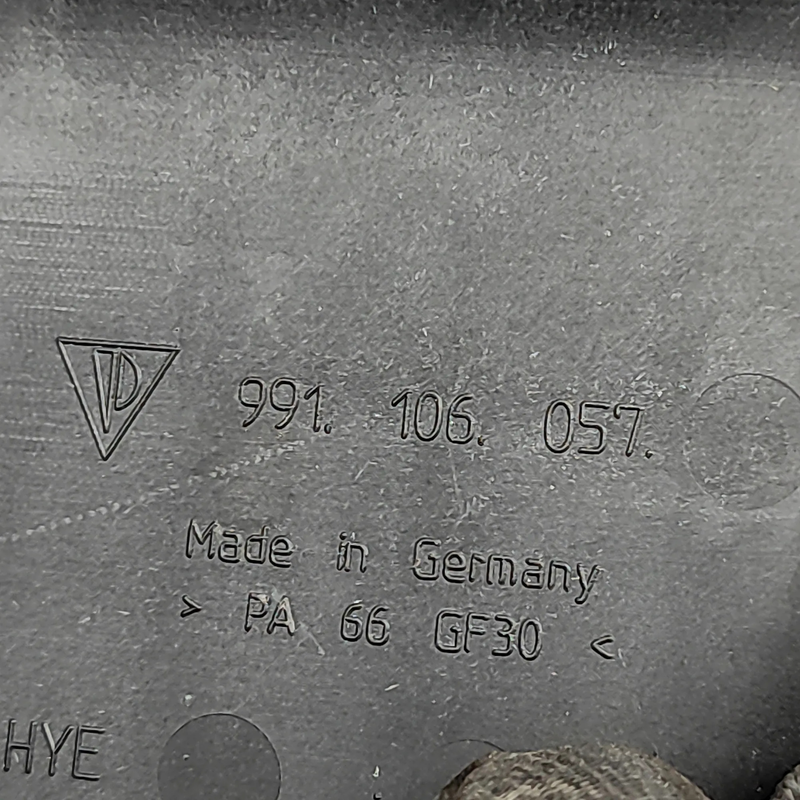 991. 106. 057.
Made in Germany
> PA 66 GF30 <
HYE